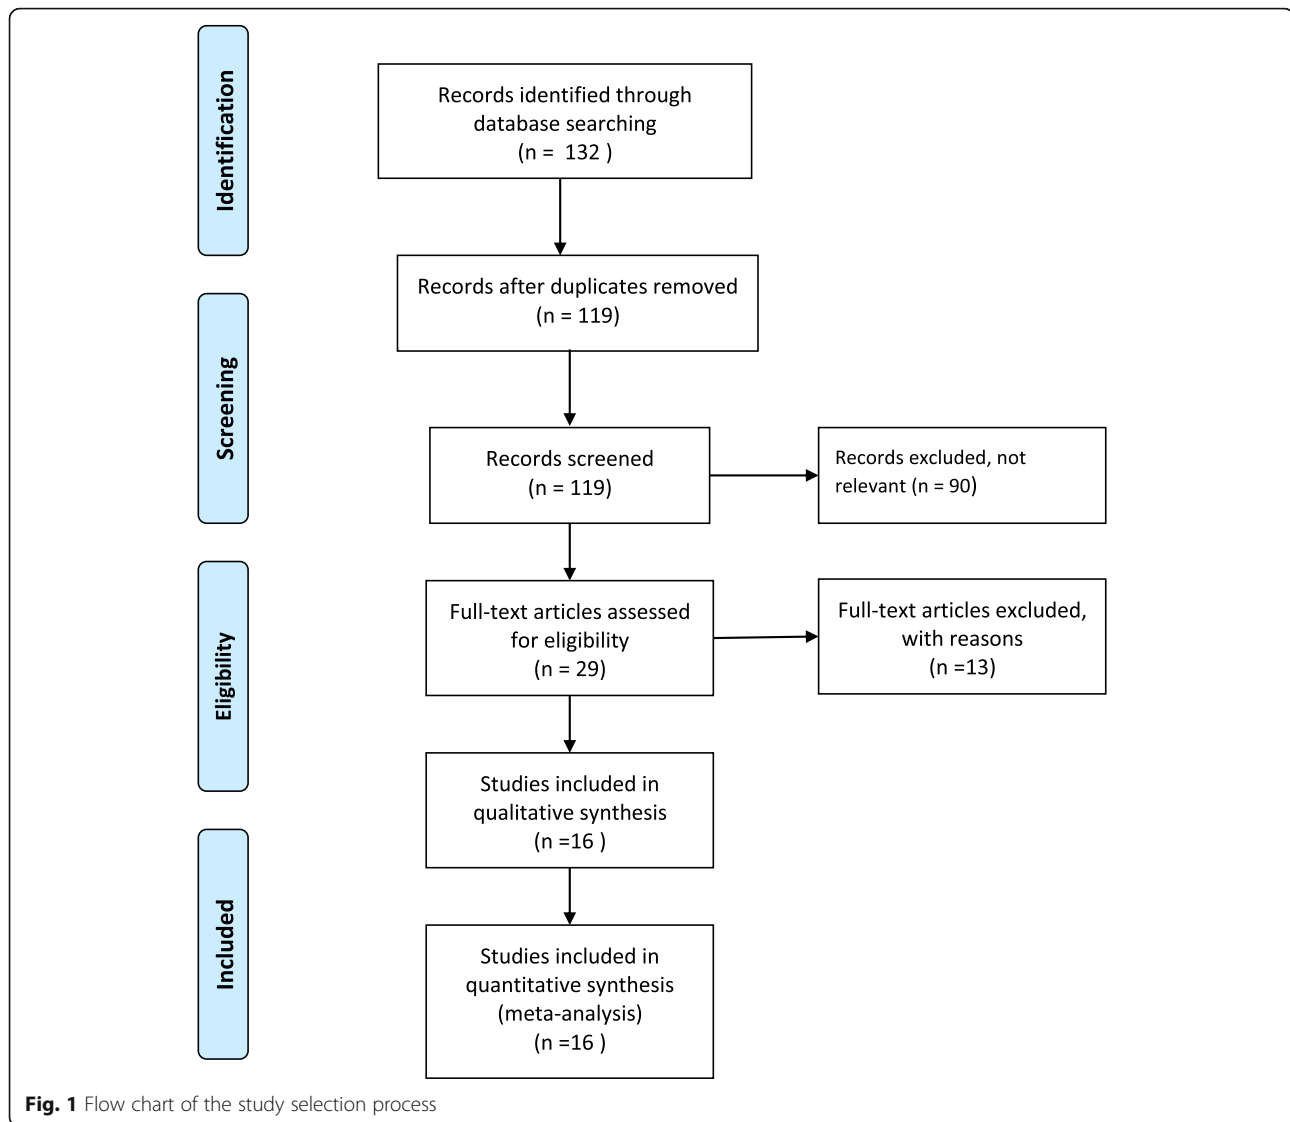 Identification
Records identified through
database searching
(n =  132 )
Records after duplicates removed
(n = 119)
Screening
Records screened
(n = 119)
Records excluded, not
relevant (n = 90)
Eligibility
Full-text articles assessed
for eligibility
(n = 29)
Full-text articles excluded,
with reasons
(n =13)
Studies included in
qualitative synthesis
(n =16 )
Included
Studies included in
quantitative synthesis
(meta-analysis)
(n =16 )
Fig. 1 Flow chart of the study selection process